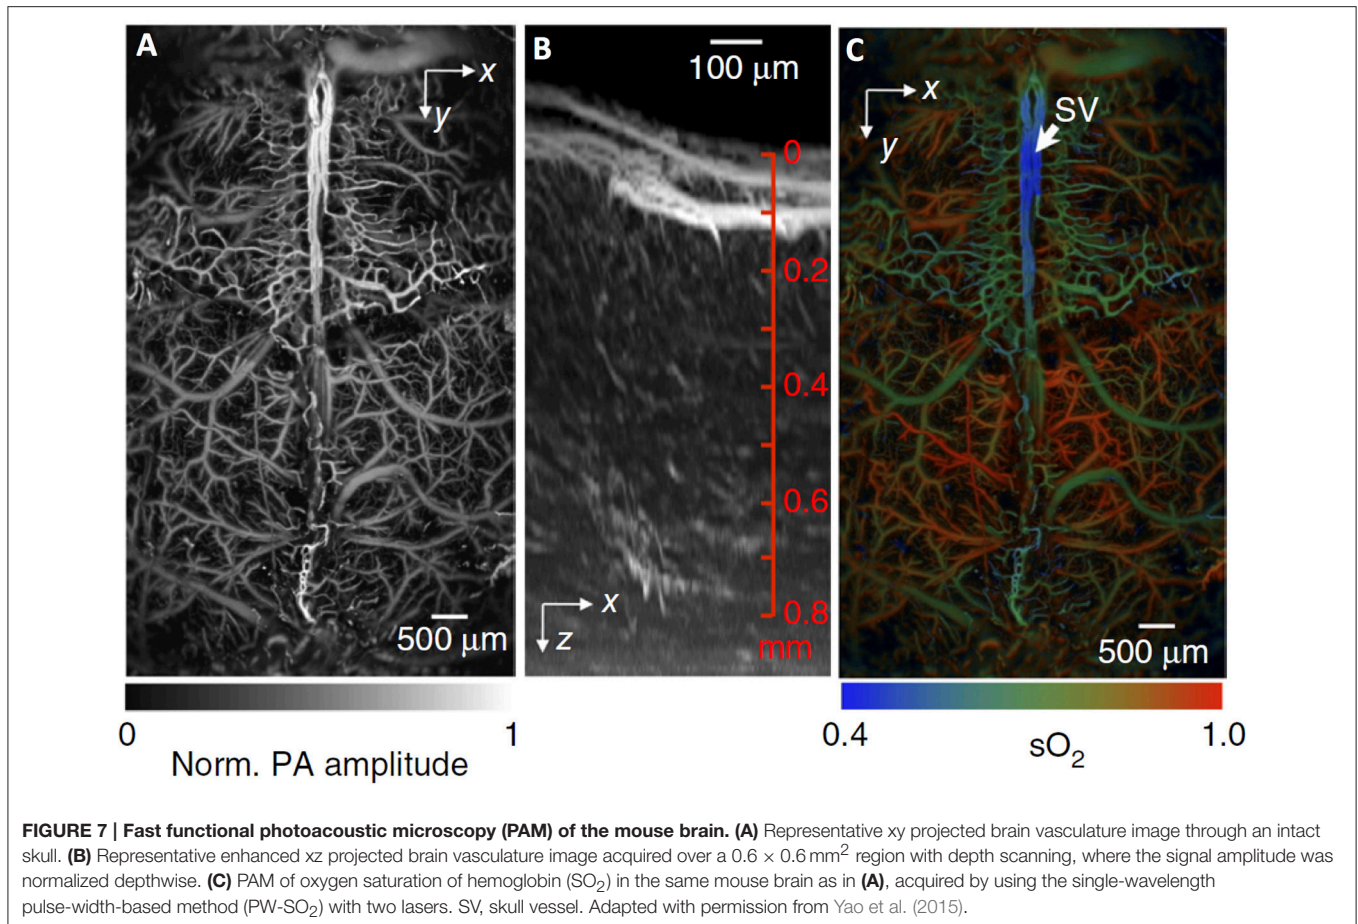 A
x
y
500 μm
B
100 μm
0
0.2
0.4
0.6
0.8
mm
x
z
C
x
y
SV
500 μm
0 1
Norm. PA amplitude
0.4 1.0
sO2
FIGURE 7 | Fast functional photoacoustic microscopy (PAM) of the mouse brain. (A) Representative xy projected brain vasculature image through an intact
skull. (B) Representative enhanced xz projected brain vasculature image acquired over a 0.6 × 0.6 mm² region with depth scanning, where the signal amplitude was
normalized depthwise. (C) PAM of oxygen saturation of hemoglobin (SO2) in the same mouse brain as in (A), acquired by using the single-wavelength
pulse-width-based method (PW-SO2) with two lasers. SV, skull vessel. Adapted with permission from Yao et al. (2015).